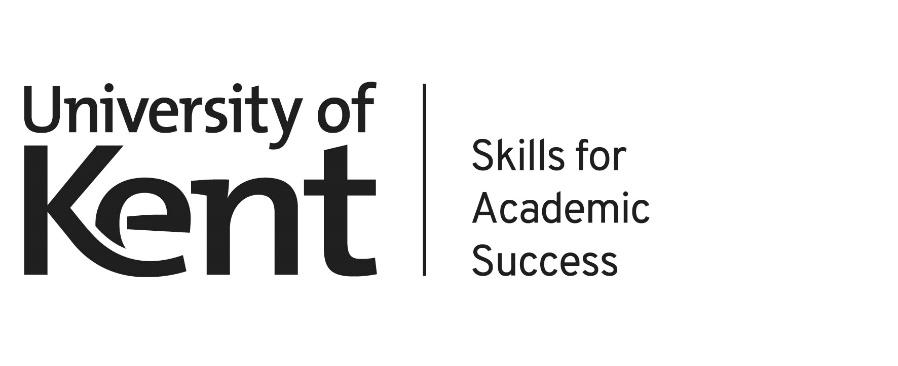 University of
Kent
Skills for
Academic
Success